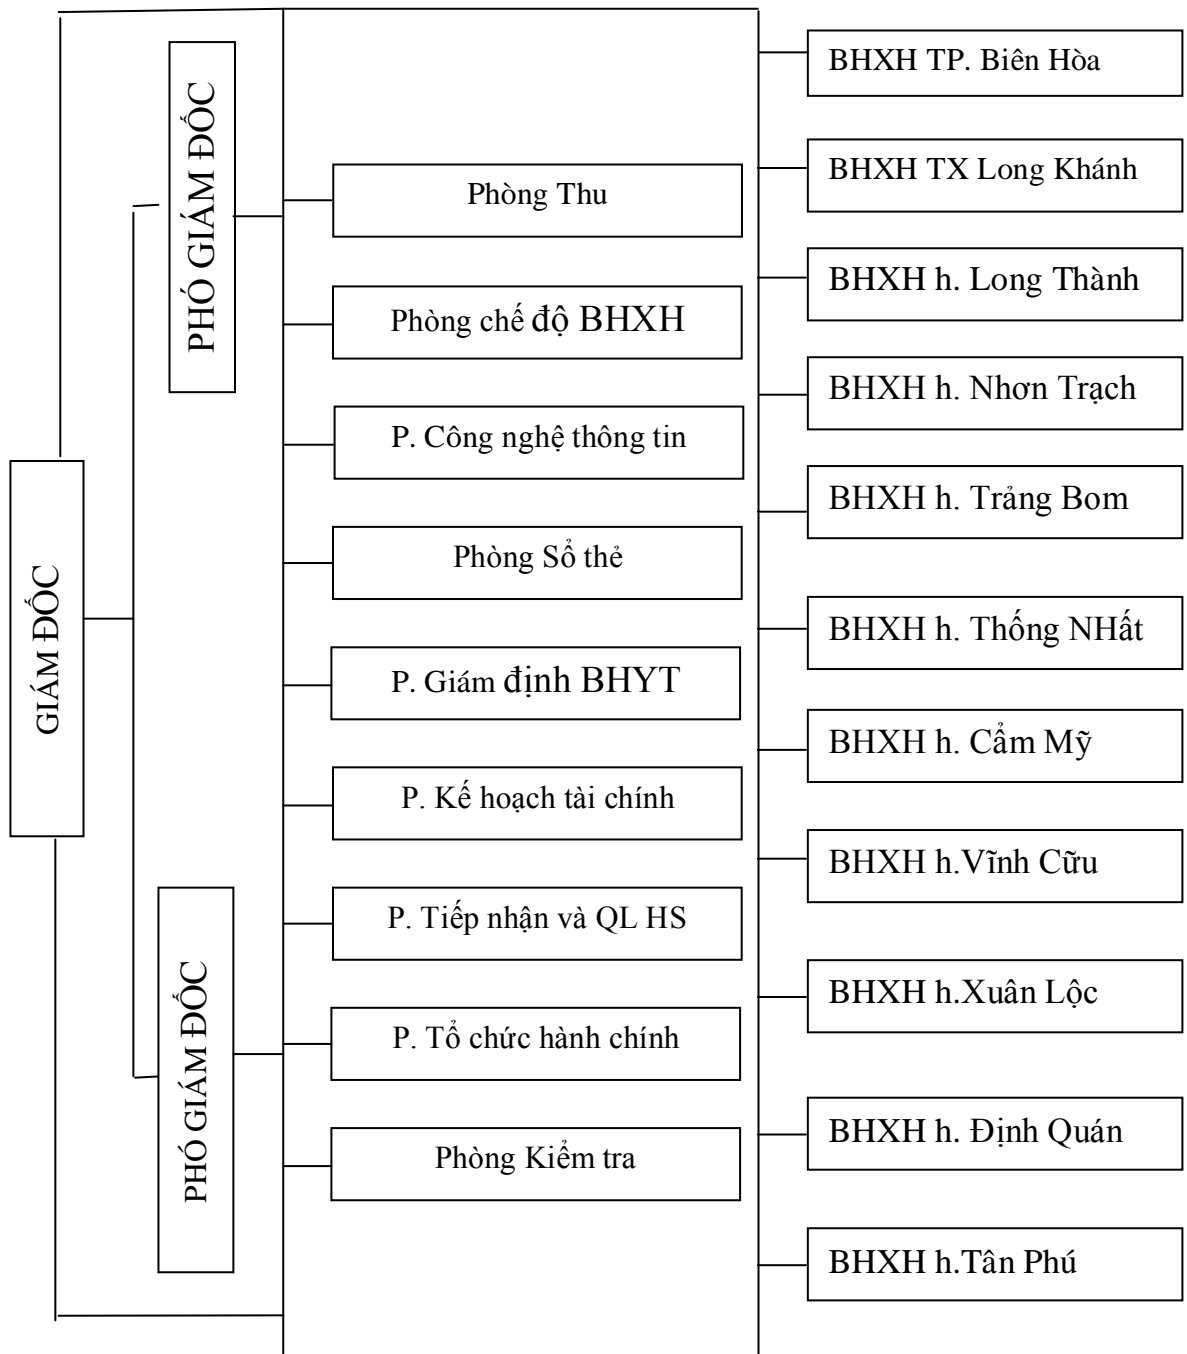 GIÁM ĐỐC
PHÓ GIÁM ĐỐC
PHÓ GIÁM ĐỐC
Phòng Thu
Phòng chế độ BHXH
P. Công nghệ thông tin
Phòng Sổ thẻ
P. Giám định BHYT
P. Kế hoạch tài chính
P. Tiếp nhận và QL HS
P. Tổ chức hành chính
Phòng Kiểm tra
BHXH TP. Biên Hòa
BHXH TX Long Khánh
BHXH h. Long Thành
BHXH h. Nhơn Trạch
BHXH h. Trảng Bom
BHXH h. Thống NHất
BHXH h. Cẩm Mỹ
BHXH h.Vĩnh Cữu
BHXH h.Xuân Lộc
BHXH h. Định Quán
BHXH h.Tân Phú